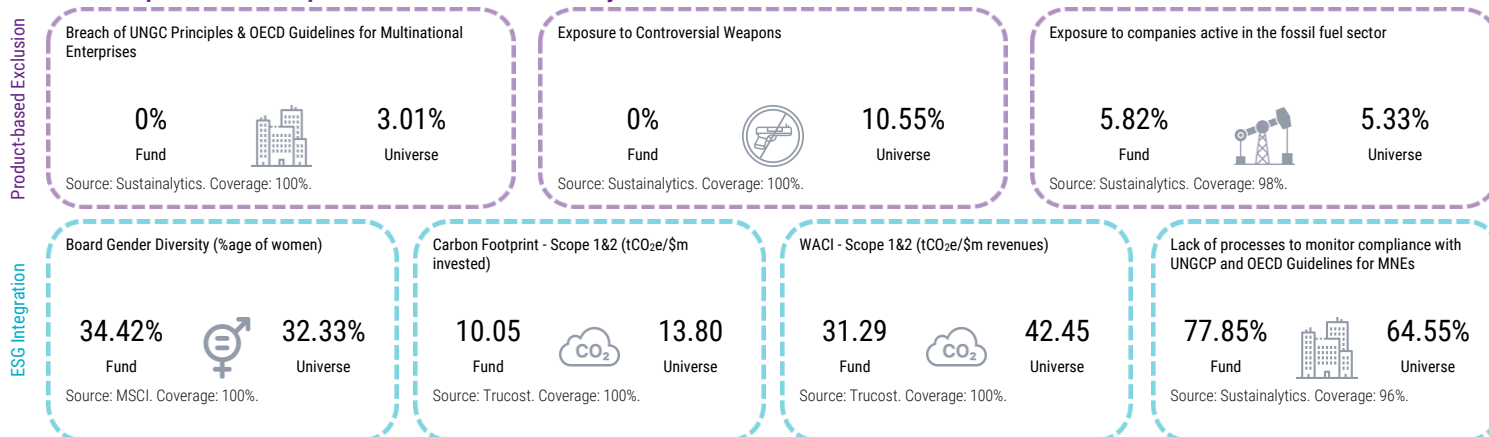 Product-based Exclusion
Breach of UNGC Principles & OECD Guidelines for Multinational
Enterprises
0%
3.01%
Fund
Universe
Source: Sustainalytics. Coverage: 100%.
Exposure to Controversial Weapons
0%
10.55%
Fund
Universe
Source: Sustainalytics. Coverage: 100%.
Exposure to companies active in the fossil fuel sector
5.82%
5.33%
Fund
Universe
Source: Sustainalytics. Coverage: 98%.
ESG Integration
Board Gender Diversity (%age of women)
34.42%
32.33%
Fund
Universe
Source: MSCI. Coverage: 100%.
Carbon Footprint - Scope 1&2 (tCO₂e/$m
invested)
10.05
CO₂
13.80
Fund
Universe
Source: Trucost. Coverage: 100%.
WACI - Scope 1&2 (tCO₂e/$m revenues)
31.29
CO₂
42.45
Fund
Universe
Source: Trucost. Coverage: 100%.
Lack of processes to monitor compliance with
UNGCP and OECD Guidelines for MNEs
77.85%
64.55%
Fund
Universe
Source: Sustainalytics. Coverage: 96%.